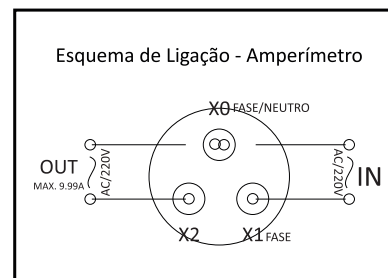 Esquema de Ligação - Amperímetro
X0 FASE/NEUTRO
OUT
MAX. 9.99A
AC/220V
AC/220V
IN
X2
X1 FASE